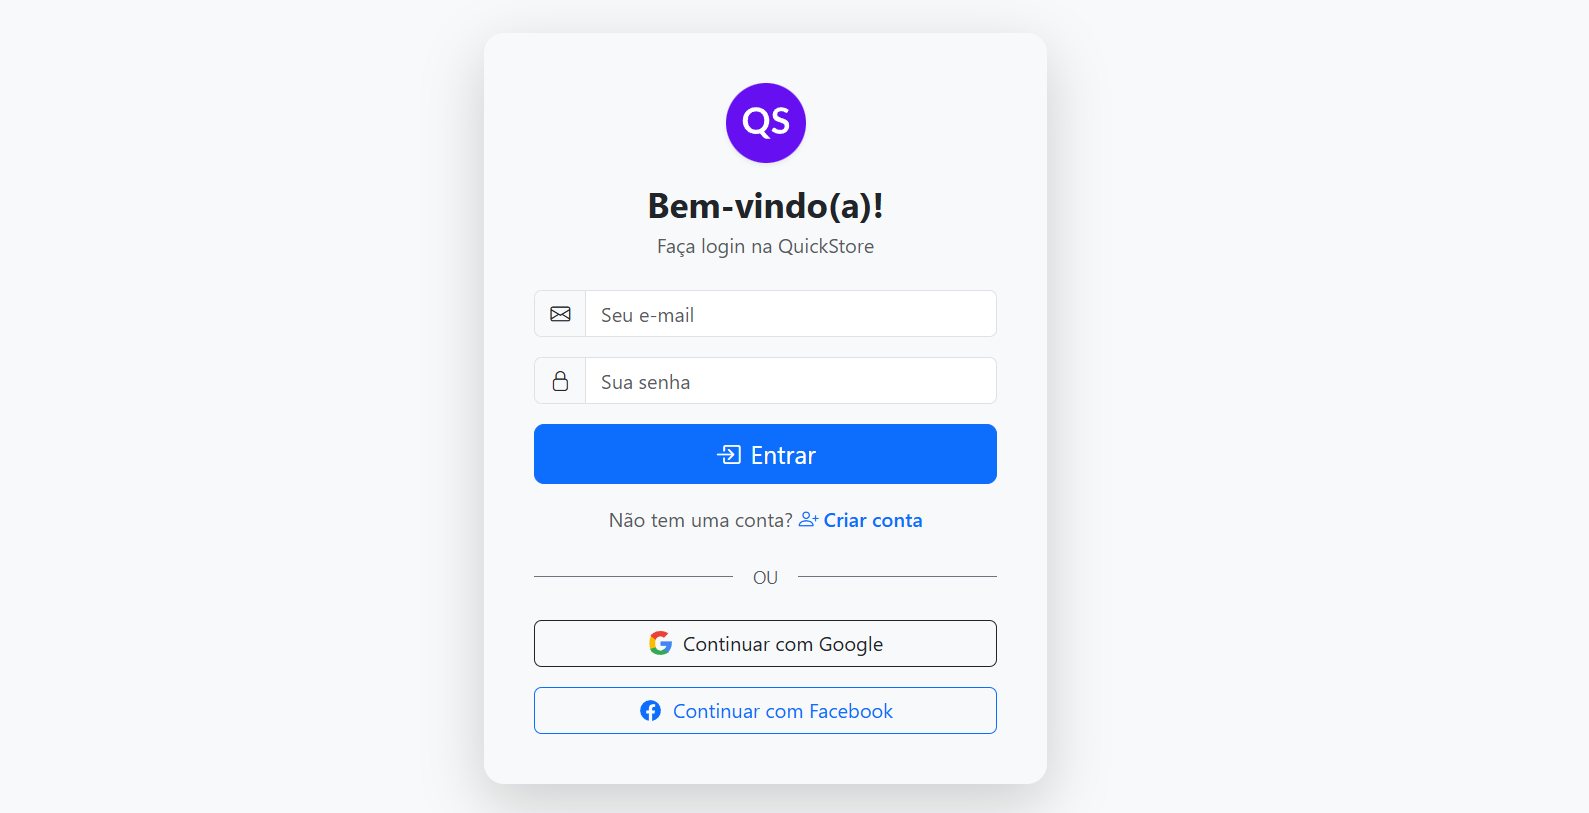 QS
Bem-vindo(a)!
Faça login na QuickStore
Seu e-mail
Sua senha
Entrar
Não tem uma conta? Criar conta
OU
Continuar com Google
Continuar com Facebook